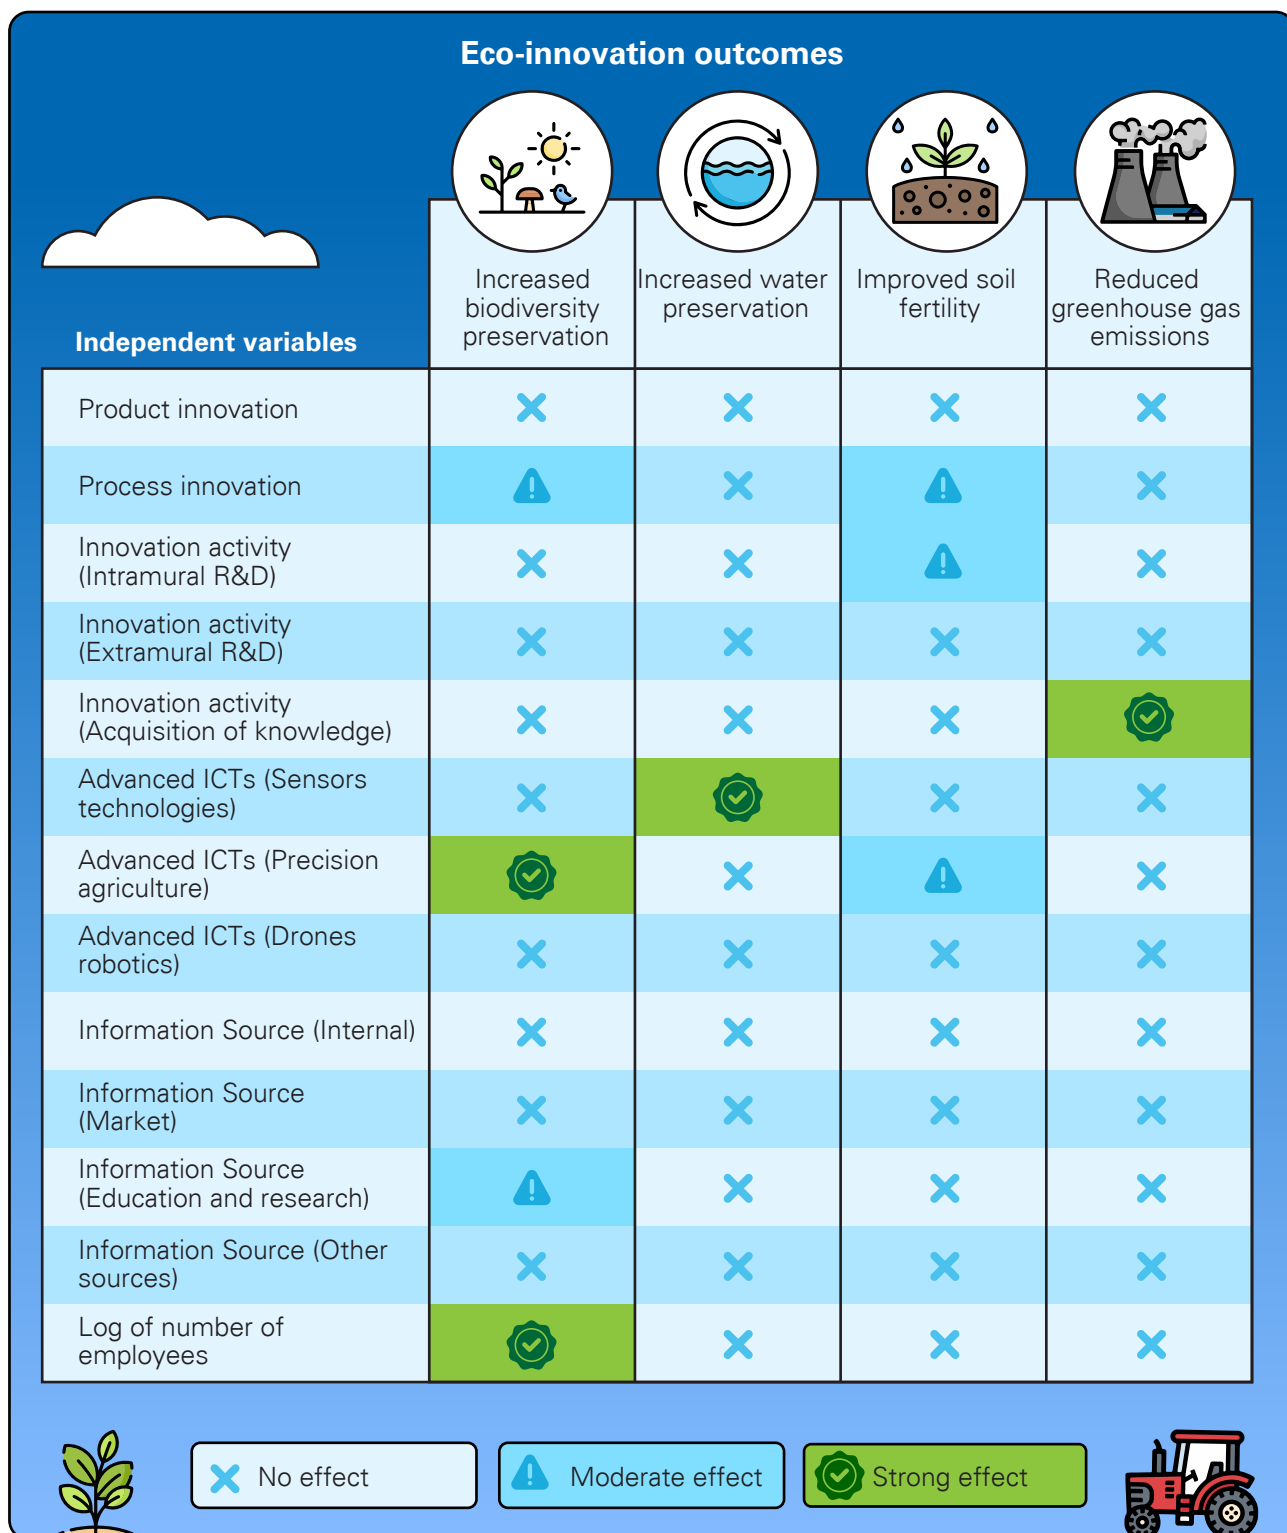 Eco-innovation outcomes
Increased
biodiversity
preservation
Increased water
preservation
Improved soil
fertility
Reduced
greenhouse gas
emissions
Independent variables
Product innovation
Process innovation
Innovation activity
(Intramural R&D)
Innovation activity
(Extramural R&D)
Innovation activity
(Acquisition of knowledge)
Advanced ICTs (Sensors
technologies)
Advanced ICTs (Precision
agriculture)
Advanced ICTs (Drones
robotics)
Information Source (Internal)
Information Source
(Market)
Information Source
(Education and research)
Information Source (Other
sources)
Log of number of
employees
No effect
Moderate effect
Strong effect